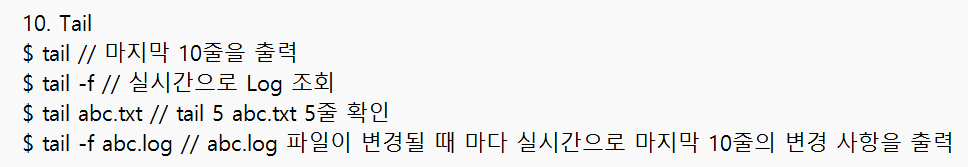 10. Tail
$ tail // 마지막 10줄을 출력
$ tail -f // 실시간으로 Log 조회
$ tail abc.txt // tail 5 abc.txt 5줄 확인
$ tail -f abc.log // abc.log 파일이 변경될 때 마다 실시간으로 마지막 10줄의 변경 사항을 출력